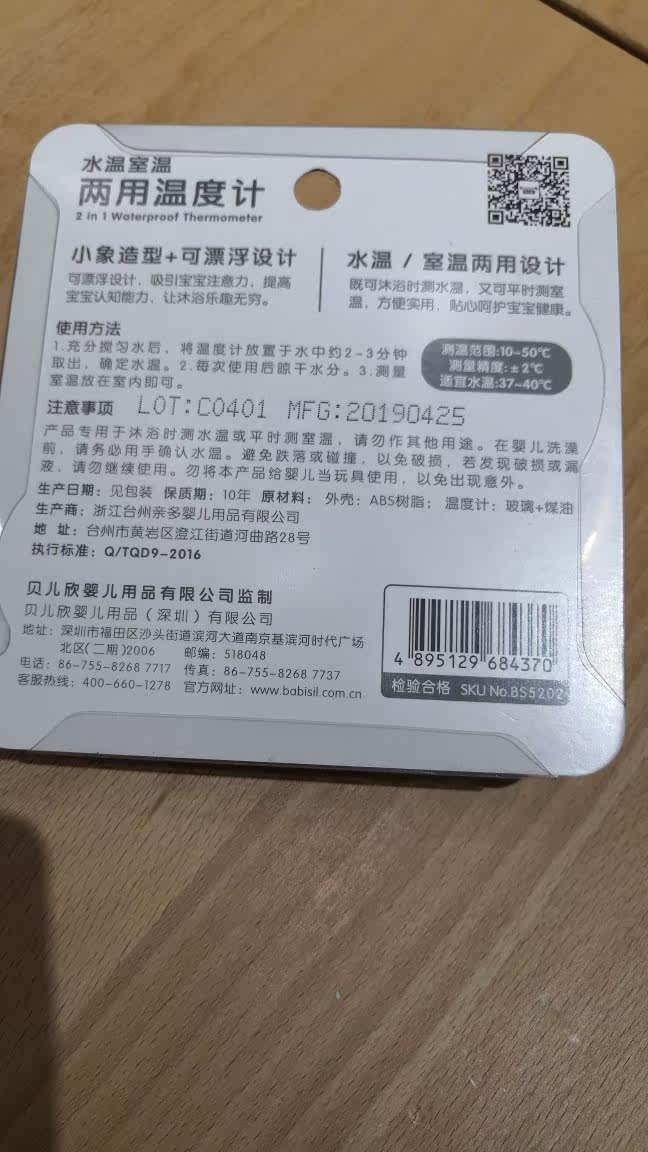 水温室温
两用温度计
2 in 1 Waterproof Thermometer
小象造型+可漂浮设计
可漂浮设计，吸引宝宝注意力，提高
宝宝认知能力、让沐浴乐趣无穷。
水温 / 室温两用设计
既可沐浴时测水温，又可平时测室
温，方便实用，贴心呵护宝宝健康。
使用方法
1.充分搅匀水后，将温度计放置于水中约2-3分钟
取出，确定水温。2.每次使用后晾干水分。3.测量
室温放在室内即可。
测温范围:10-50℃
测量精度:±2℃
适宜水温:37-40℃
注意事项 LOT:C0401 MFG:20190425
产品专用于沐浴时测水温或平时测室温，请勿作其他用途。在婴儿洗澡
前，请务必用手确认水温。避免跌落或碰撞，以免破损，若发现破损或漏
液，请勿继续使用。勿将本产品给婴儿当玩具使用，以免出现意外。
生产日期：见包装 保质期：10年 原材料： 外壳：ABS树脂； 温度计：玻璃+煤油
生产商：浙江台州亲多婴儿用品有限公司
地 址：台州市黄岩区澄江街道河曲路28号
执行标准：Q/TQD9-2016
贝儿欣婴儿用品有限公司监制
贝儿欣婴儿用品（深圳）有限公司
地址：深圳市福田区沙头街道滨河大道南京基滨河时代广场
北区(二期)2006 邮编：518048
电话：86-755-8268 7717 传真：86-755-8268 7737
客服热线：400-660-1278 官方网址：www.babisil.com.cn
4 895129 684370
检验合格 SKU No.BS5202